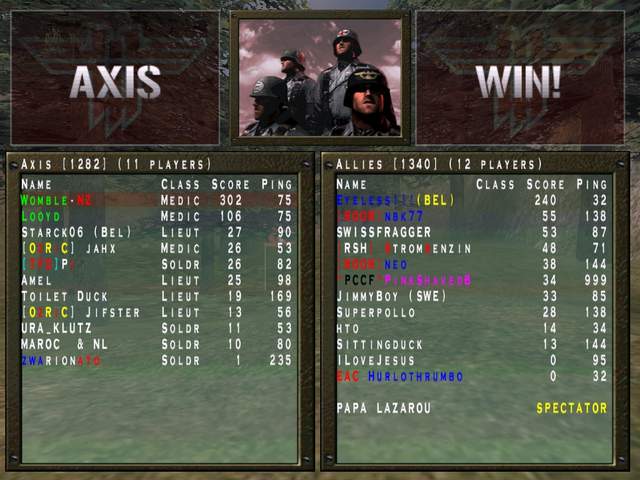 AXIS
WIN!
AXIS [1282] (11 PLAYERS)
NAME CLASS SCORE PING
WOMBLE-NZ MEDIC 302 75
LOOYD MEDIC 106 75
STARCK06 (BEL) LIEUT 27 90
JAHX MEDIC 26 53
SOLDR 26 82
AMEL LIEUT 25 98
TOILET DUCK LIEUT 19 169
JIFSTER LIEUT 13 56
URA_KLUTZ SOLDR 11 53
MAROC & NL SOLDR 10 80
SOLDR 1 235
ALLIES [1340] (12 PLAYERS)
NAME CLASS SCORE PING
(BEL) 240 32
NBK77 55 138
SWISSFRAGGER 53 87
[RSH] 48 71
NEO 38 144
34 999
JIMMYBOY (SWE) 33 85
SUPERPOLLO 28 138
HTO 14 34
SITTINGDUCK 13 144
ILOVEJESUS 0 95
EAC HURLOTHRUMBO 0 32
PAPA LAZAROU SPECTATOR